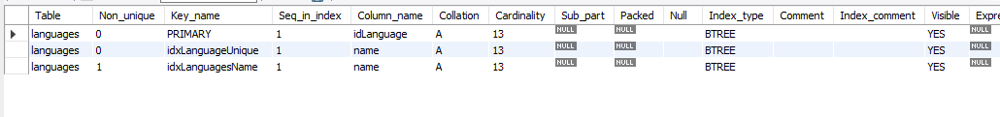 Table Non_unique Key_name Seq_in_index Column_name Collation Cardinality Sub_part Packed Null Index_type Comment Index_comment Visible Expre
languages 0 PRIMARY 1 idLanguage A 13 NULL NULL BTREE YES NULL
languages 0 idxLanguageUnique 1 name A 13 NULL NULL BTREE YES NULL
languages 1 idxLanguagesName 1 name A 13 NULL NULL BTREE YES NULL